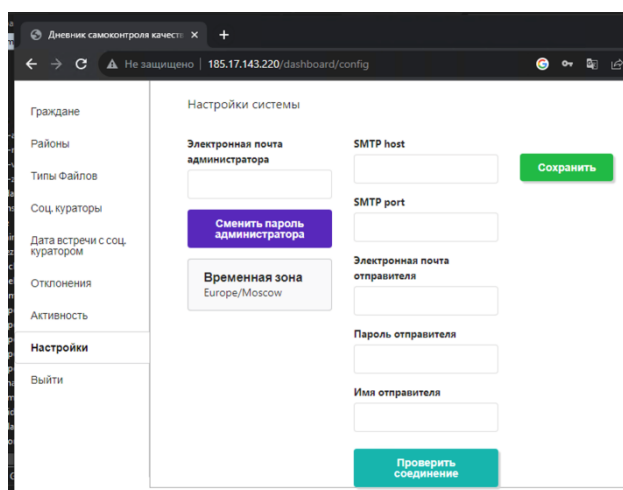 Дневник самоконтроля качест
Не защищено | 185.17.143.220/dashboard/config
Граждане
Районы
Типы Файлов
Соц. кураторы
Дата встречи с соц.
куратором
Отклонения
Активность
Настройки
Выйти
Настройки системы
Электронная почта
администратора
Сменить пароль
администратора
Временная зона
Europe/Moscow
SMTP host
SMTP port
Электронная почта
отправителя
Пароль отправителя
Имя отправителя
Проверить
соединение
Сохранить